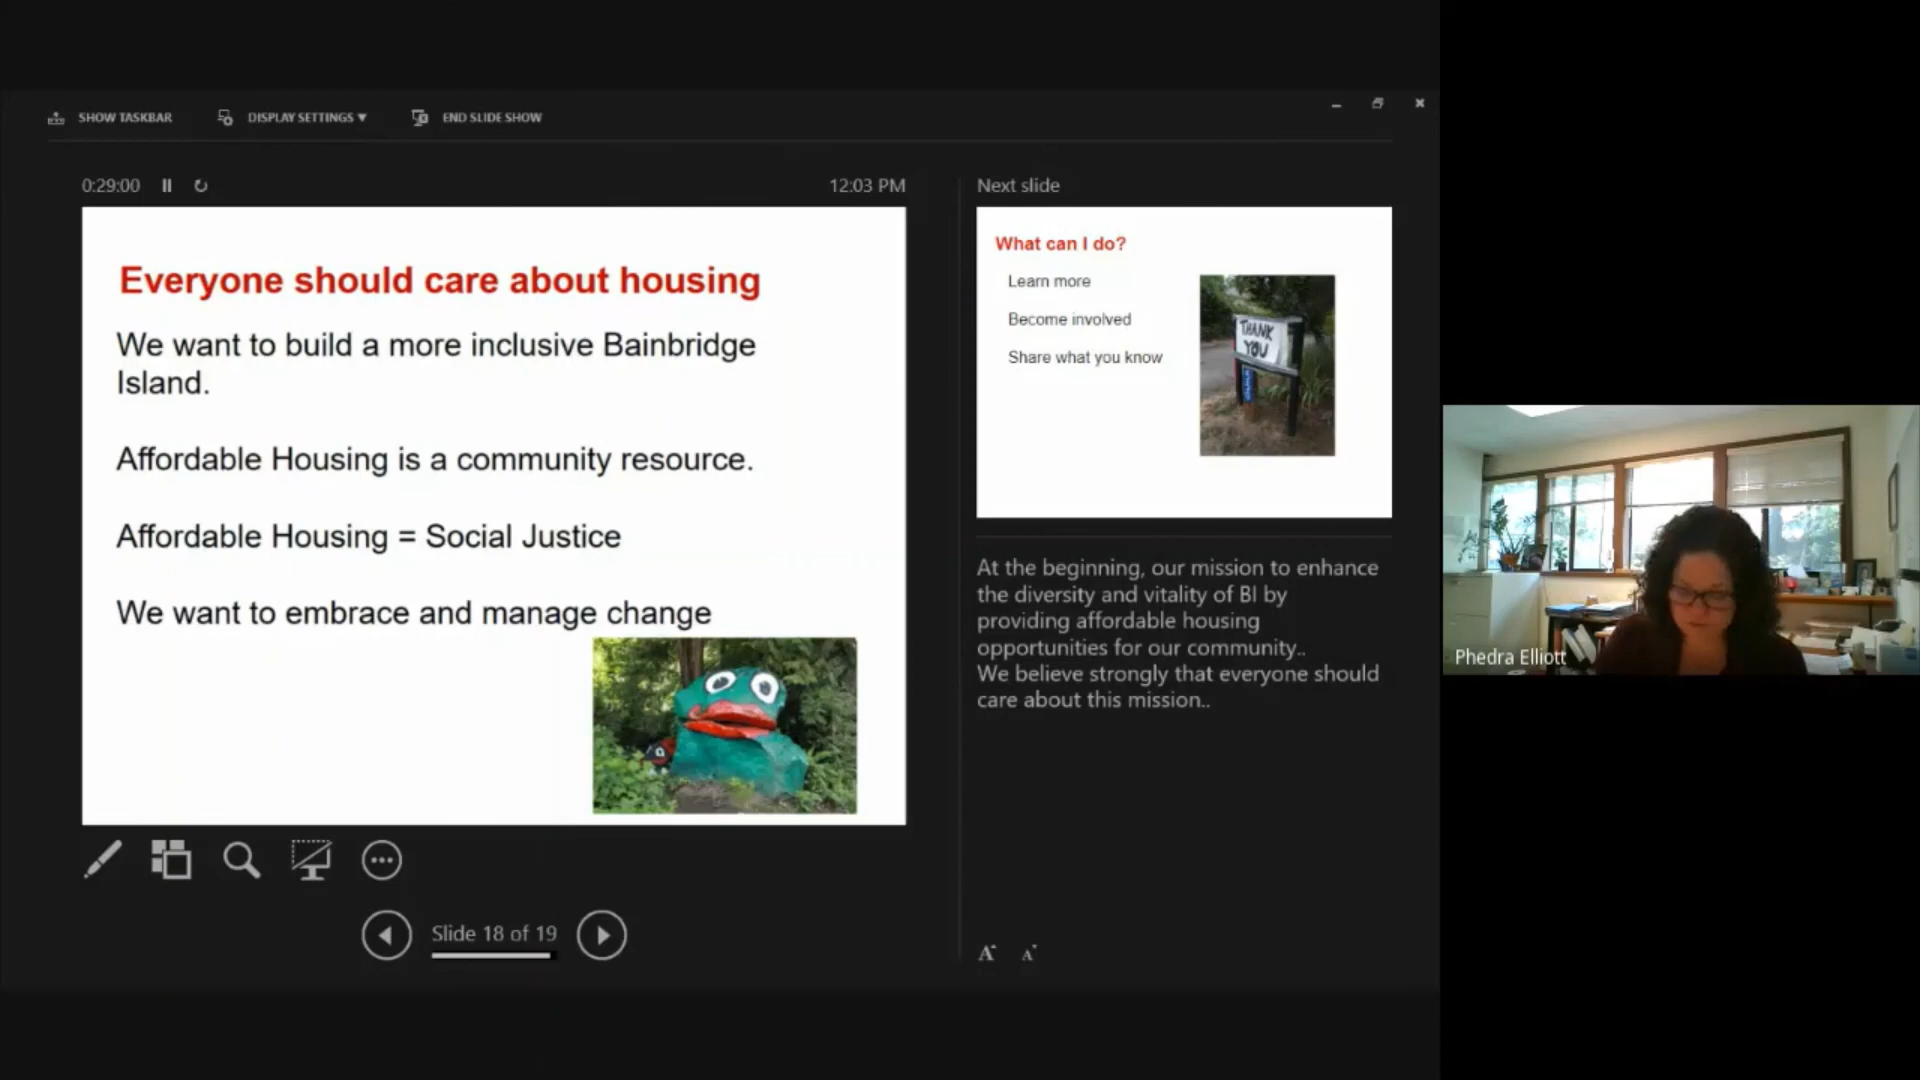 SHOW TASKBAR
DISPLAY SETTINGS ▼
END SLIDE SHOW
0:29:00
12:03 PM
Next slide
Everyone should care about housing
We want to build a more inclusive Bainbridge
Island.
Affordable Housing is a community resource.
Affordable Housing = Social Justice
We want to embrace and manage change
Slide 18 of 19
What can I do?
Learn more
Become involved
Share what you know
THANK
YOU
At the beginning, our mission to enhance
the diversity and vitality of BI by
providing affordable housing
opportunities for our community..
We believe strongly that everyone should
care about this mission..
A A
Phedra Elliott